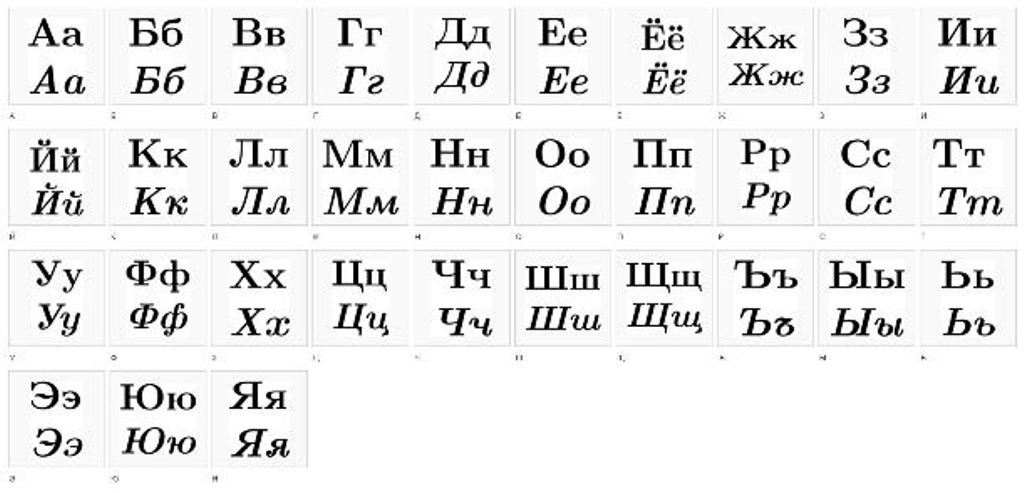 Аа Бб Вв Гг Дд Ее Ёё Жж Зз Ии
Аа Бб Вв Гг Дд Ее Ёё Жж Зз Ии
Йй Кк Лл Мм Нн Оо Пп Рр Сс Тт
Йй Кк Лл Мм Нн Оо Пп Рр Сс Тт
Уу Фф Хх Цц Чч Шш Щщ Ъъ Ыы Ьь
Уу Фф Хх Цц Чч Шш Щщ Ъъ Ыы Ьь
Ээ Юю Яя
Ээ Юю Яя